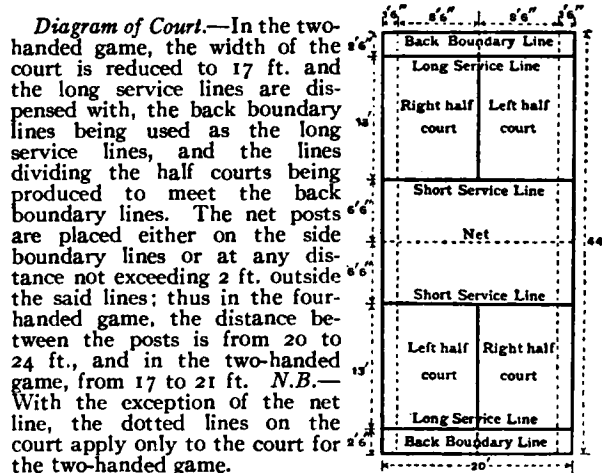 Diagram of Court.—In the two-
handed game, the width of the
court is reduced to 17 ft. and
the long service lines are dis-
pensed with, the back boundary
lines being used as the long
service lines, and the lines
dividing the half courts being
produced to meet the back
boundary lines. The net posts
are placed either on the side
boundary lines or at any dis-
tance not exceeding 2 ft. outside
the said lines; thus in the four-
handed game, the distance be-
tween the posts is from 20 to
24 ft., and in the two-handed
game, from 17 to 21 ft. N.B.—
With the exception of the net
line, the dotted lines on the
court apply only to the court for
the two-handed game.
8'6" 8'6"
Back Boundary Line
2'6"
Long Service Line
Right half court
Left half court
13'
Short Service Line
6'6"
Net
44
6'6"
Short Service Line
Left half court
Right half court
13'
Long Service Line
2'6
Back Boundary Line
20'